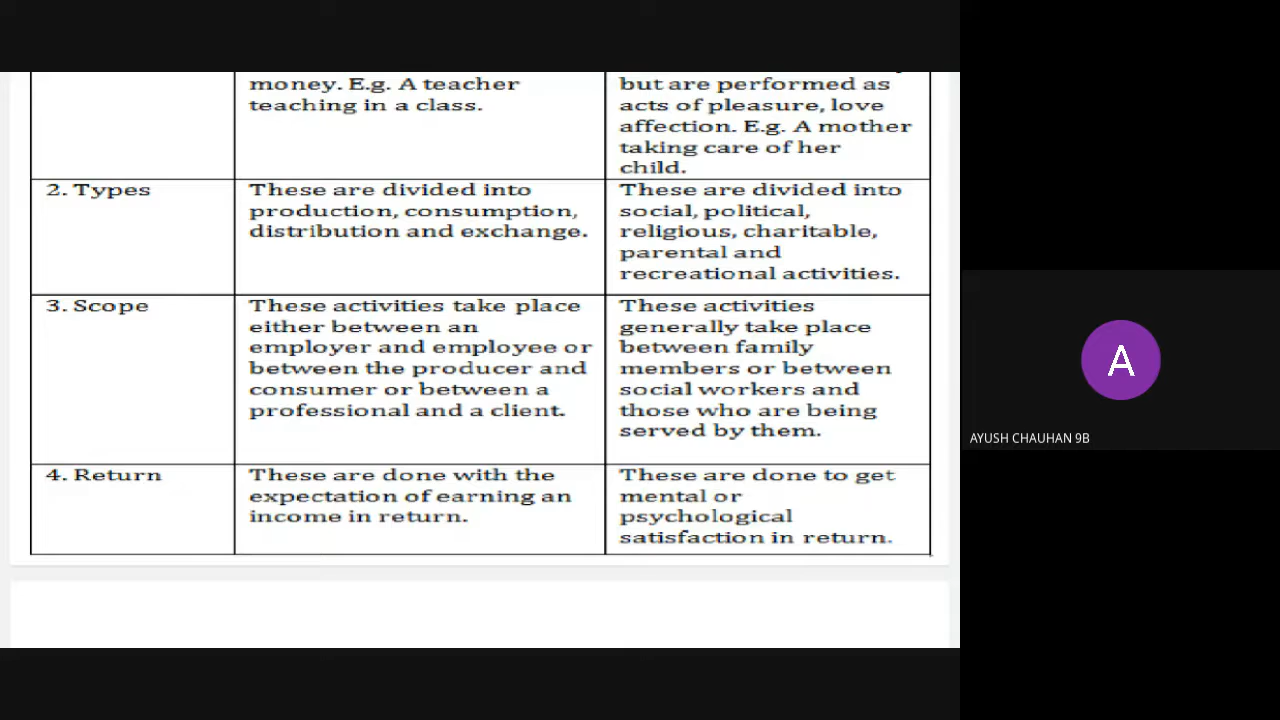 money. E.g. A teacher
teaching in a class.
but are performed as
acts of pleasure, love
affection. E.g. A mother
taking care of her
child.
2. Types
These are divided into
production, consumption,
distribution and exchange.
These are divided into
social, political,
religious, charitable,
parental and
recreational activities.
3. Scope
These activities take place
either between an
employer and employee or
between the producer and
consumer or between a
professional and a client.
These activities
generally take place
between family
members or between
social workers and
those who are being
served by them.
4. Return
These are done with the
expectation of earning an
income in return.
These are done to get
mental or
psychological
satisfaction in return.
A
AYUSH CHAUHAN 9B